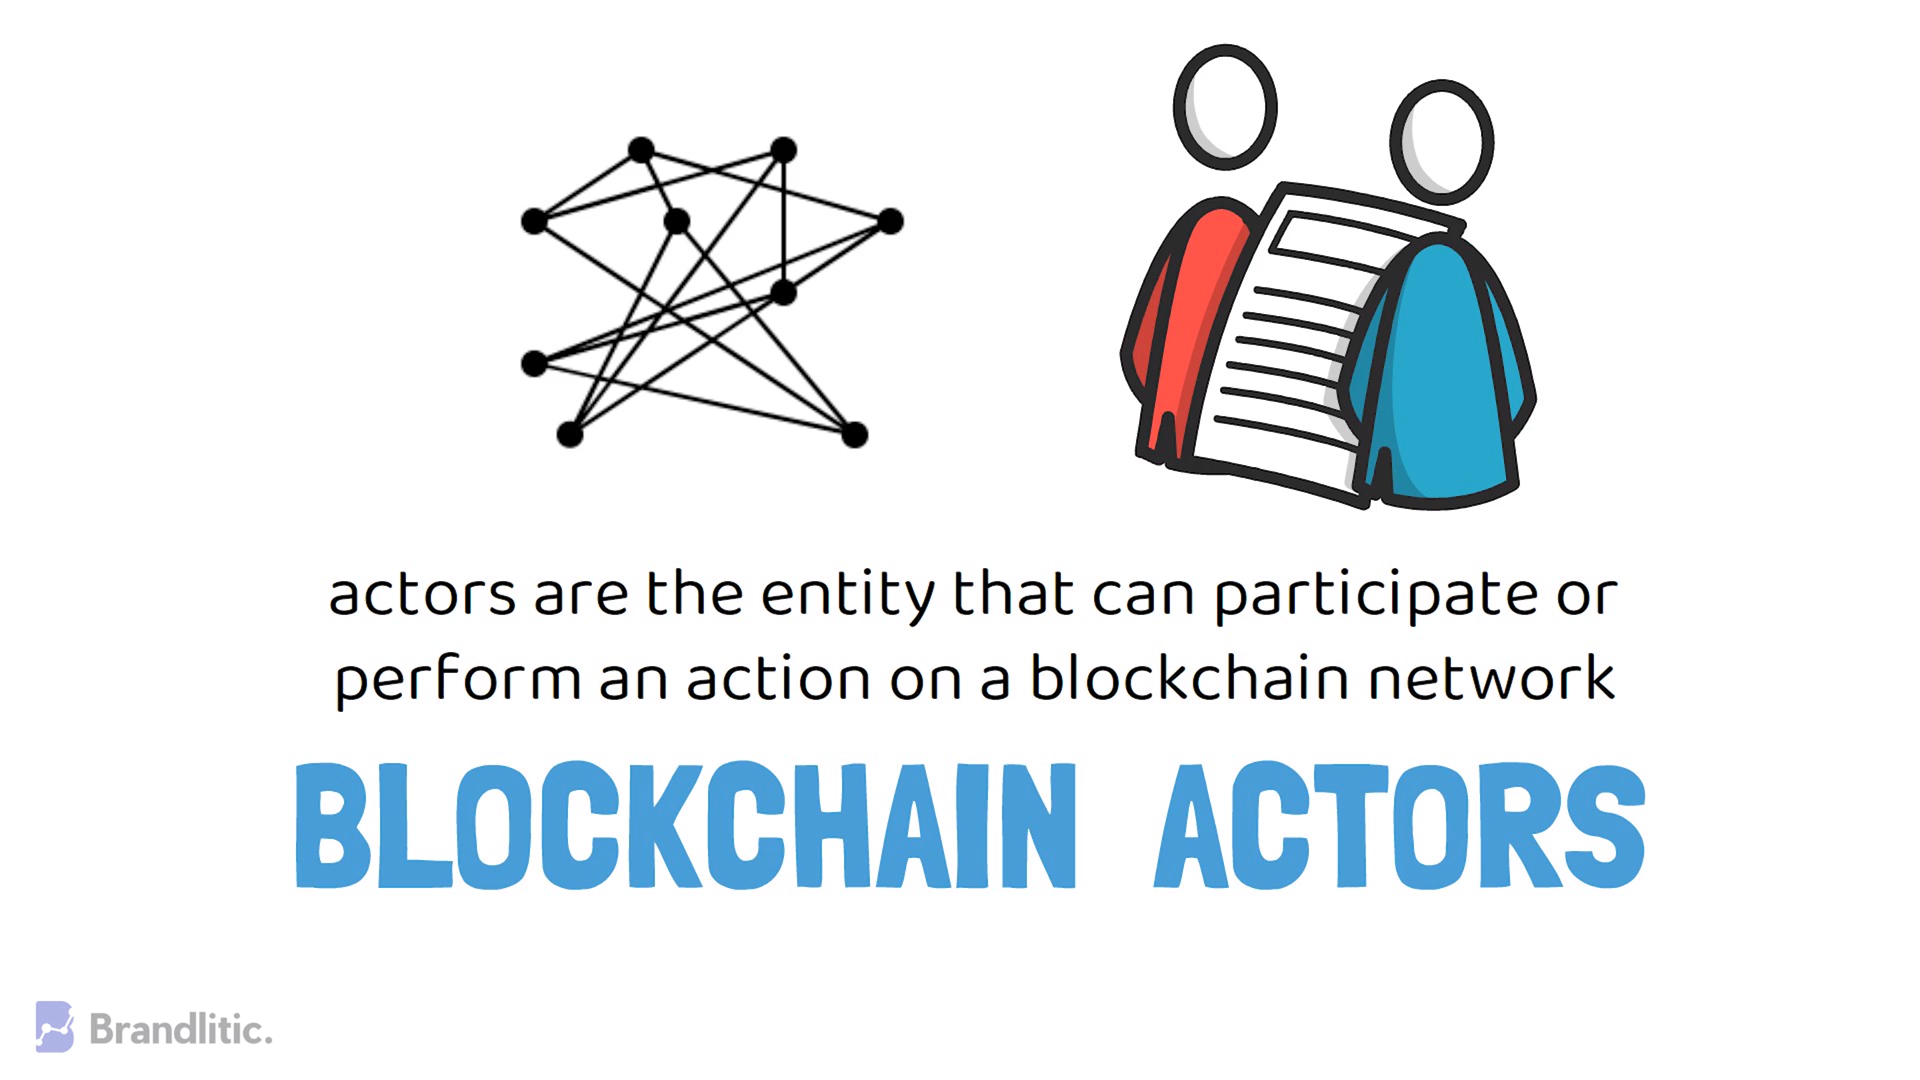 actors are the entity that can participate or
perform an action on a blockchain network
BLOCKCHAIN ACTORS
Brandlitic.